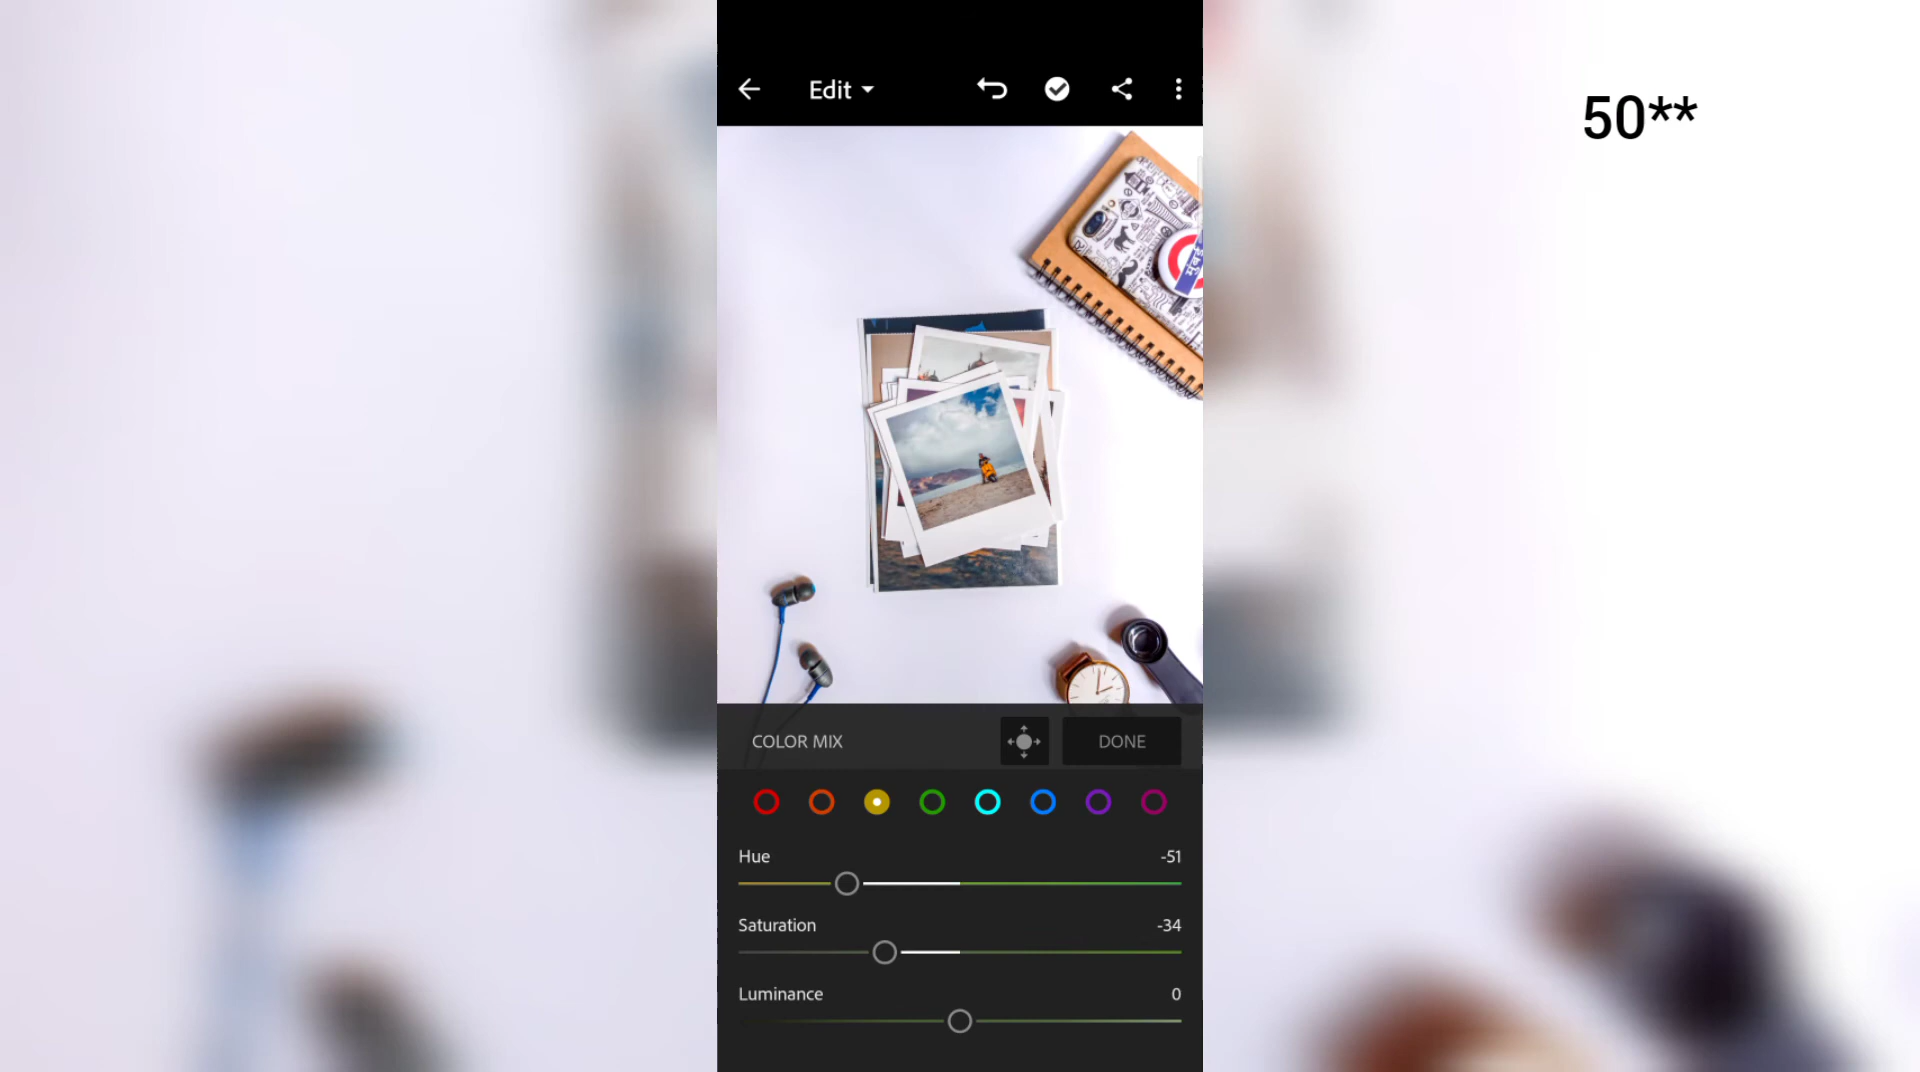 Edit
50**
COLOR MIX
DONE
Hue
-51
Saturation
-34
Luminance
0